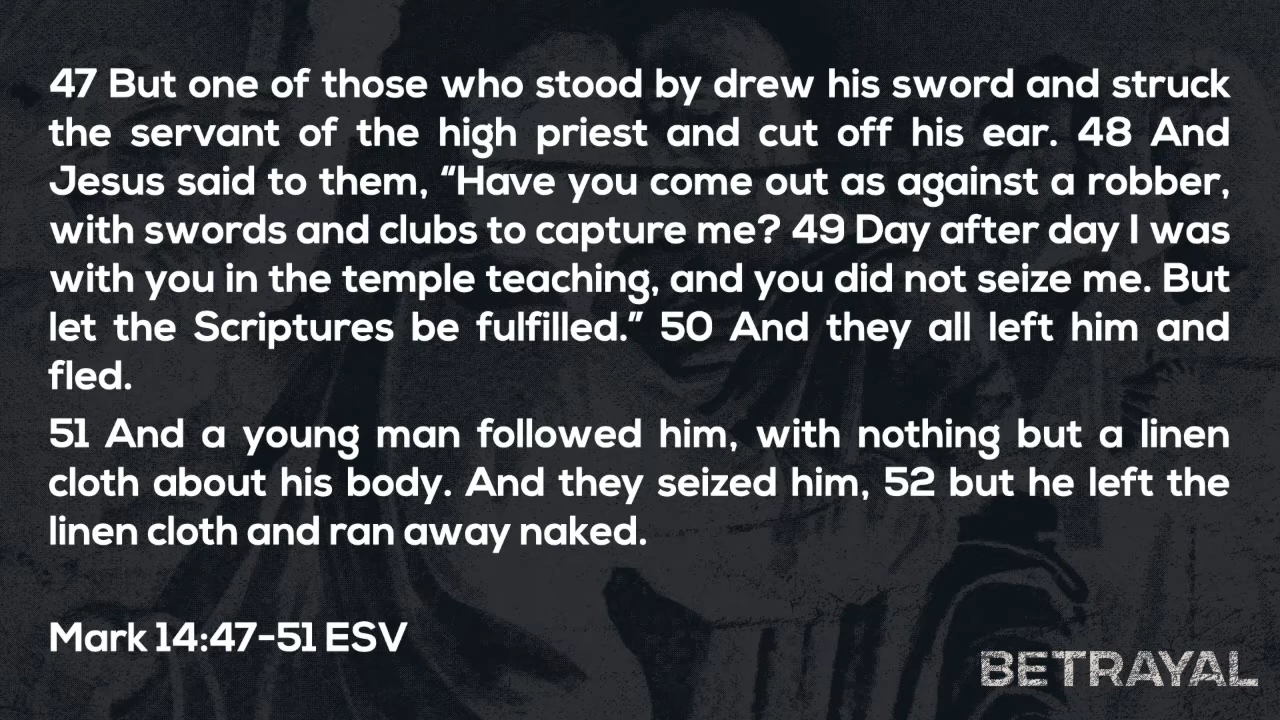 47 But one of those who stood by drew his sword and struck
the servant of the high priest and cut off his ear. 48 And
Jesus said to them, “Have you come out as against a robber,
with swords and clubs to capture me? 49 Day after day I was
with you in the temple teaching, and you did not seize me. But
let the Scriptures be fulfilled.” 50 And they all left him and
fled.
51 And a young man followed him, with nothing but a linen
cloth about his body. And they seized him, 52 but he left the
linen cloth and ran away naked.
Mark 14:47-51 ESV
BETRAYAL